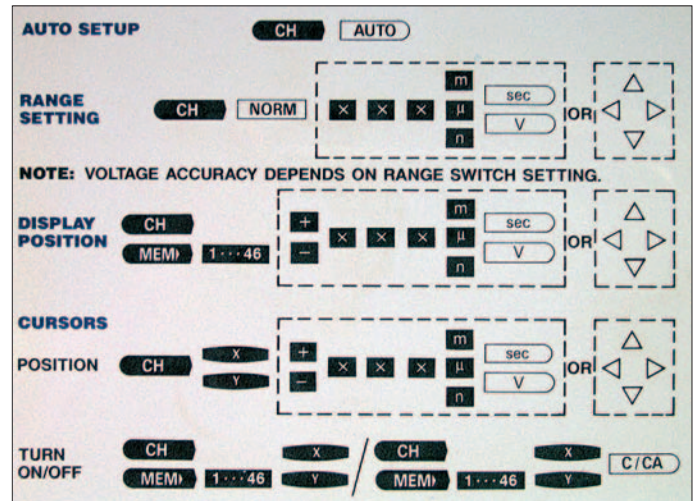 AUTO SETUP CH AUTO
RANGE SETTING CH NORM × × × m µ n sec V OR
NOTE: VOLTAGE ACCURACY DEPENDS ON RANGE SWITCH SETTING.
DISPLAY POSITION CH MEM 1···46 + − × × × m µ n sec V OR
CURSORS
POSITION CH X Y + − × × × m µ n sec V OR
TURN ON/OFF CH MEM 1···46 X Y / CH MEM 1···46 X Y C/CA